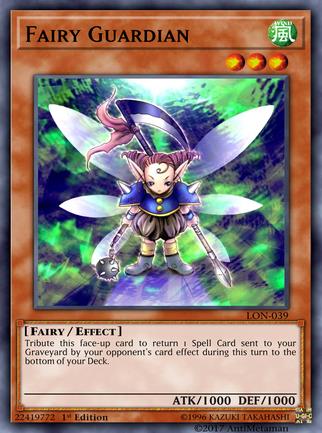 Fairy Guardian
WIND
風
LON-039
[Fairy / Effect]
Tribute this face-up card to return 1 Spell Card sent to
your Graveyard by your opponent's card effect during this turn to the
bottom of your Deck.
ATK/1000 DEF/1000
22419772 1st Edition ©1996 KAZUKI TAKAHASHI
©2017 AntiMetaman